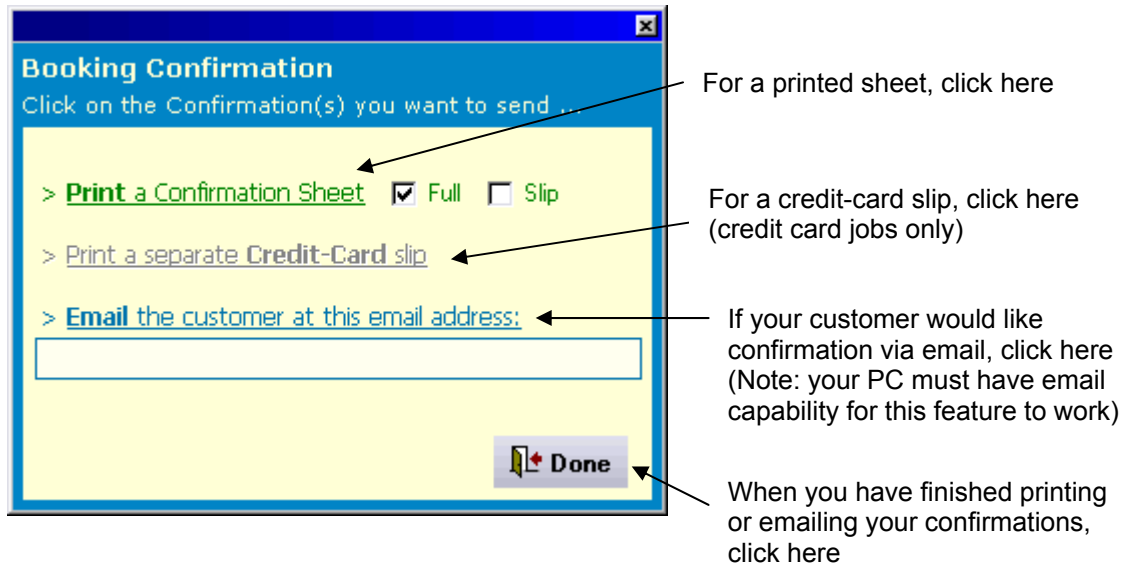 Booking Confirmation
Click on the Confirmation(s) you want to send ...
For a printed sheet, click here
> Print a Confirmation Sheet Full Slip
For a credit-card slip, click here
(credit card jobs only)
> Print a separate Credit-Card slip
> Email the customer at this email address:
If your customer would like
confirmation via email, click here
(Note: your PC must have email
capability for this feature to work)
Done
When you have finished printing
or emailing your confirmations,
click here